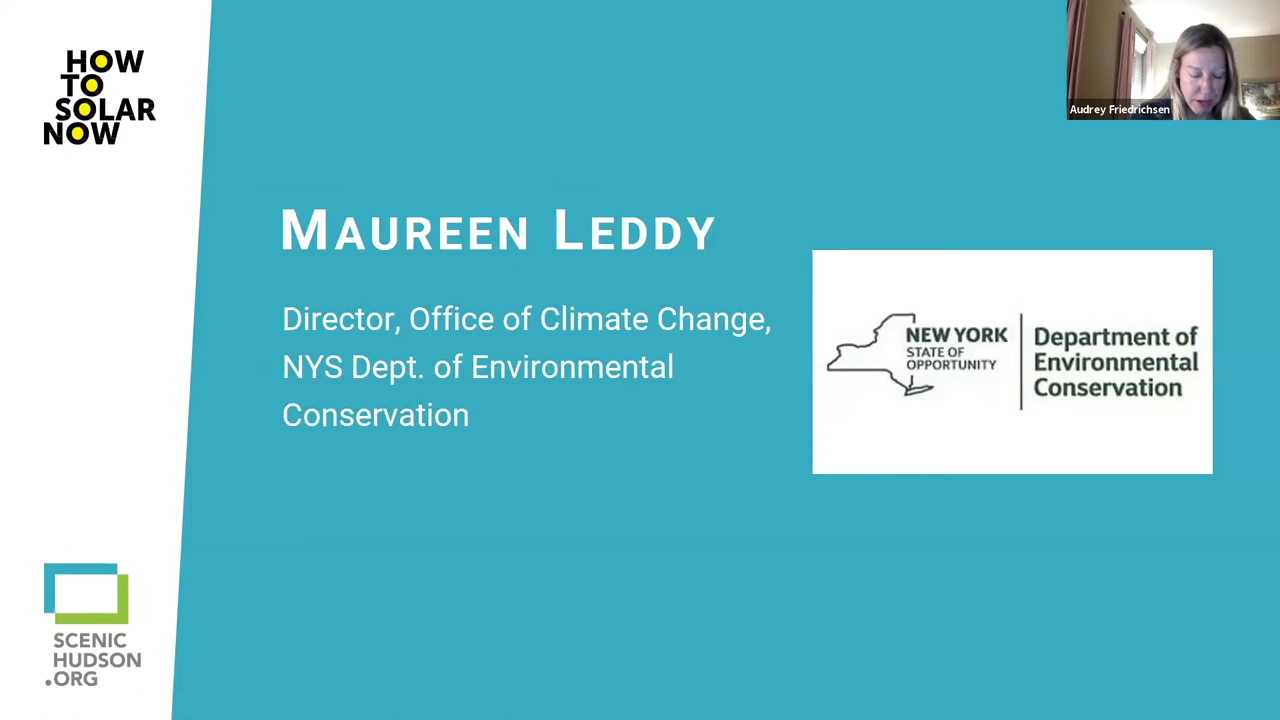 HOW
TO
SOLAR
NOW
Audrey Friedrichsen
MAUREEN LEDDY
Director, Office of Climate Change,
NYS Dept. of Environmental
Conservation
NEW YORK
STATE OF
OPPORTUNITY
Department of
Environmental
Conservation
SCENIC
HUDSON
.ORG